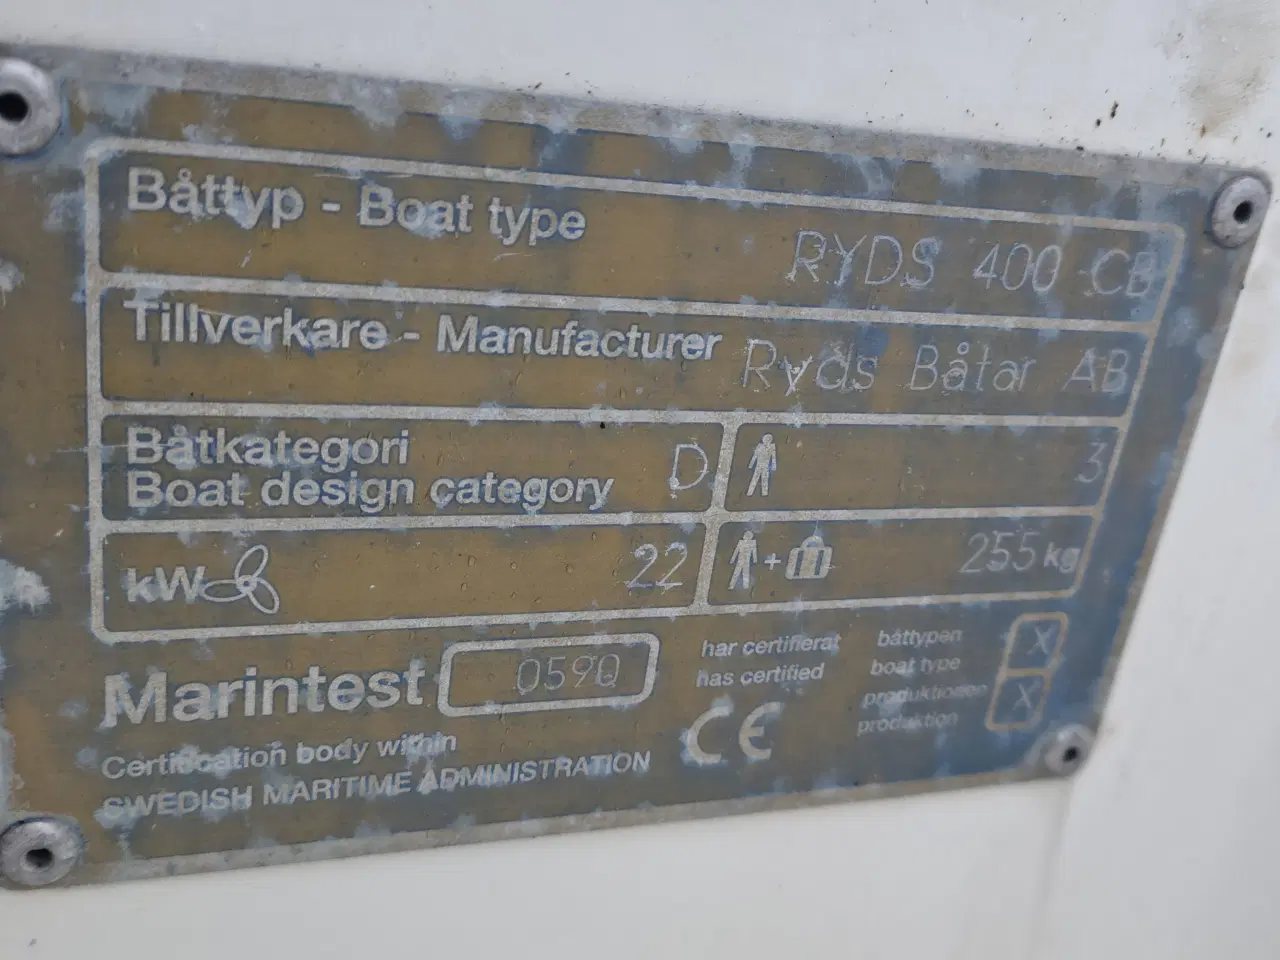 Båttyp - Boat type RYDS 400 CB
Tillverkare - Manufacturer Ryds Båtar AB
Båtkategori
Boat design category D 3
kW 22 + 255 kg
Marintest 0590 har certifierat båttypen X
has certified boat type
produktionen X
produktion
Certification body within CE
SWEDISH MARITIME ADMINISTRATION